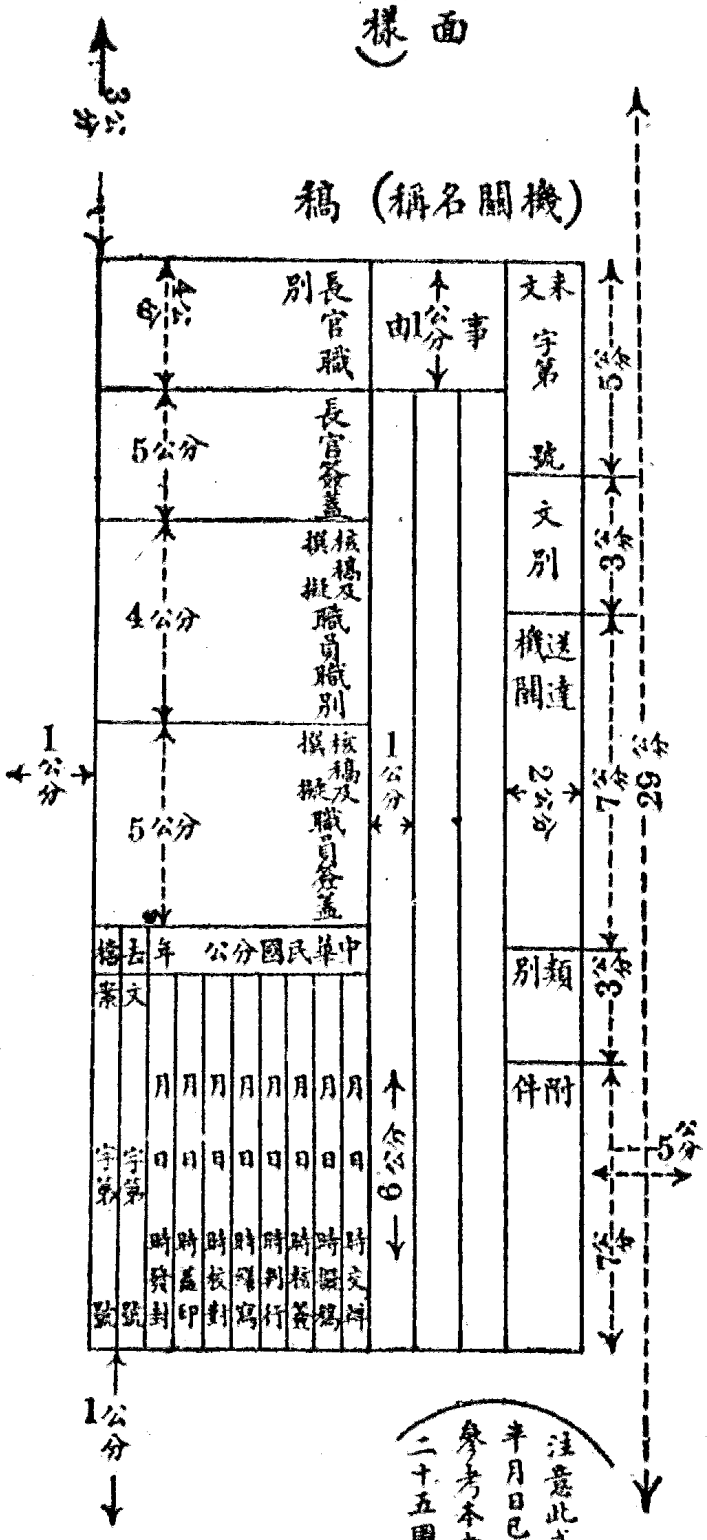 面樣
3公分
稿（機關名稱）
來文 字第 號
5公分
文別
3公分
送達機關
7公分
2公分
類別
3公分
附件
7公分
29公分
5公分
事由
1公分
1公分
6公分
長官職別
4公分
長官簽蓋
5公分
核稿及撰擬職員職別
4公分
核稿及撰擬職員簽蓋
5公分
1公分
中華民國 公分 年
月 日 時交辦
月 日 時擬稿
月 日 時核簽
月 日 時判行
月 日 時繕寫
月 日 時校對
月 日 時蓋印
月 日 時發封
去文 字第 號
檔案 字第 號
1公分
注意此
半月日已
參考本
二十五